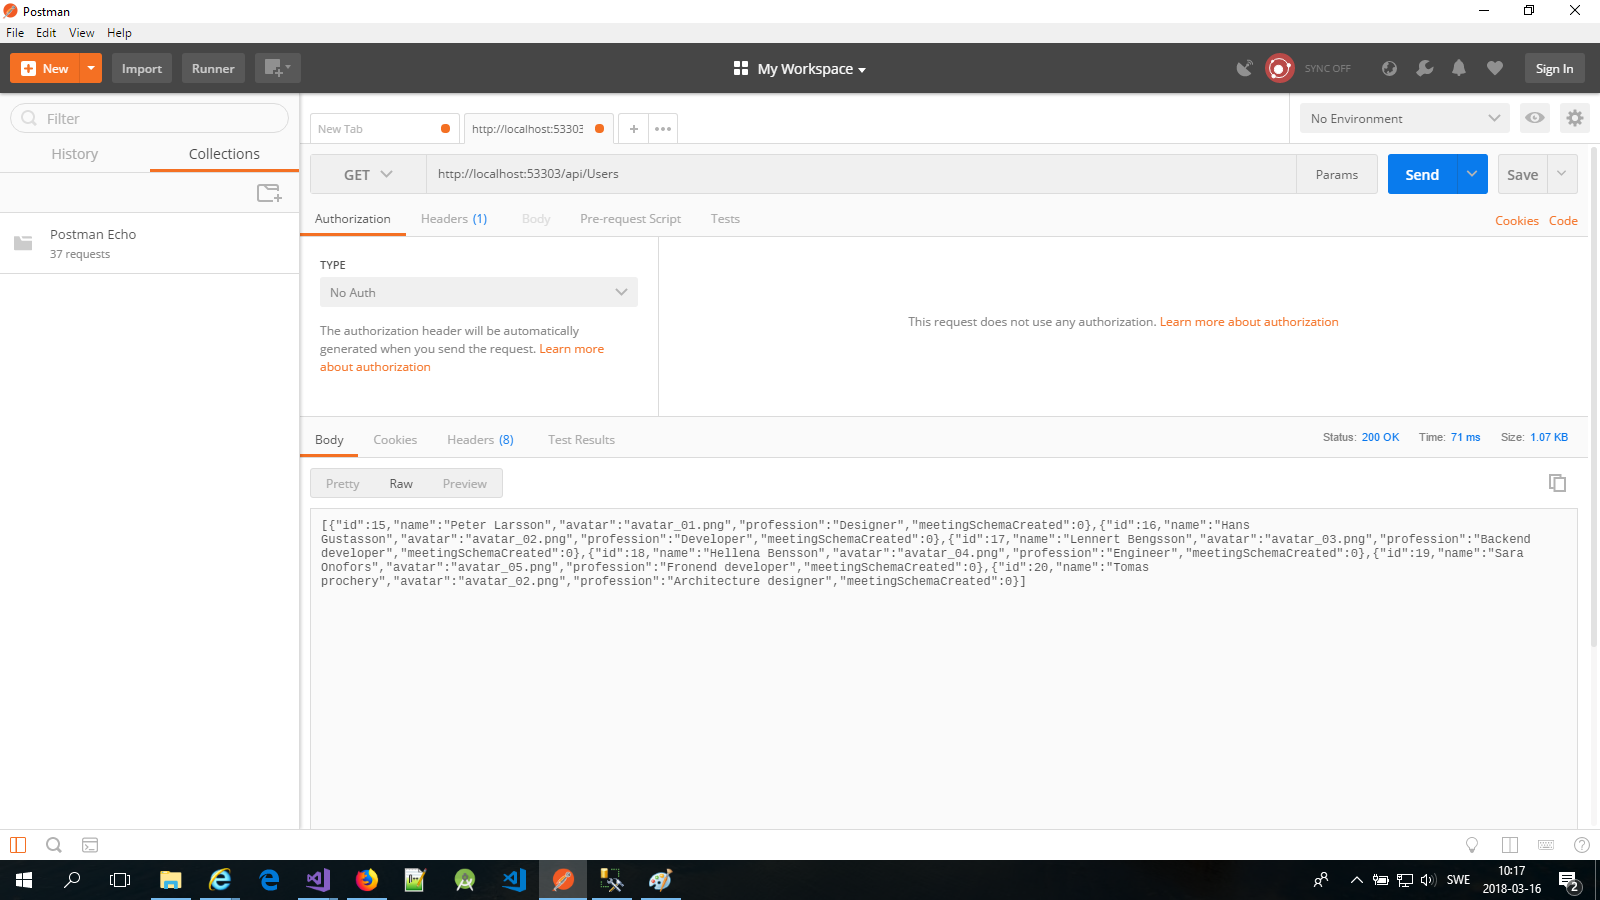 Postman
File Edit View Help
New Import Runner My Workspace SYNC OFF Sign In
Filter
History Collections
Postman Echo
37 requests
New Tab http://localhost:53303 + No Environment
GET http://localhost:53303/api/Users Params Send Save
Authorization Headers (1) Body Pre-request Script Tests Cookies Code
TYPE
No Auth
The authorization header will be automatically
generated when you send the request. Learn more
about authorization
This request does not use any authorization. Learn more about authorization
Body Cookies Headers (8) Test Results Status: 200 OK Time: 71 ms Size: 1.07 KB
Pretty Raw Preview
[{"id":15,"name":"Peter Larsson","avatar":"avatar_01.png","profession":"Designer","meetingSchemaCreated":0},{"id":16,"name":"Hans
Gustasson","avatar":"avatar_02.png","profession":"Developer","meetingSchemaCreated":0},{"id":17,"name":"Lennert Bengsson","avatar":"avatar_03.png","profession":"Backend
developer","meetingSchemaCreated":0},{"id":18,"name":"Hellena Bensson","avatar":"avatar_04.png","profession":"Engineer","meetingSchemaCreated":0},{"id":19,"name":"Sara
Onofors","avatar":"avatar_05.png","profession":"Fronend developer","meetingSchemaCreated":0},{"id":20,"name":"Tomas
prochery","avatar":"avatar_02.png","profession":"Architecture designer","meetingSchemaCreated":0}]
SWE 10:17
2018-03-16 2